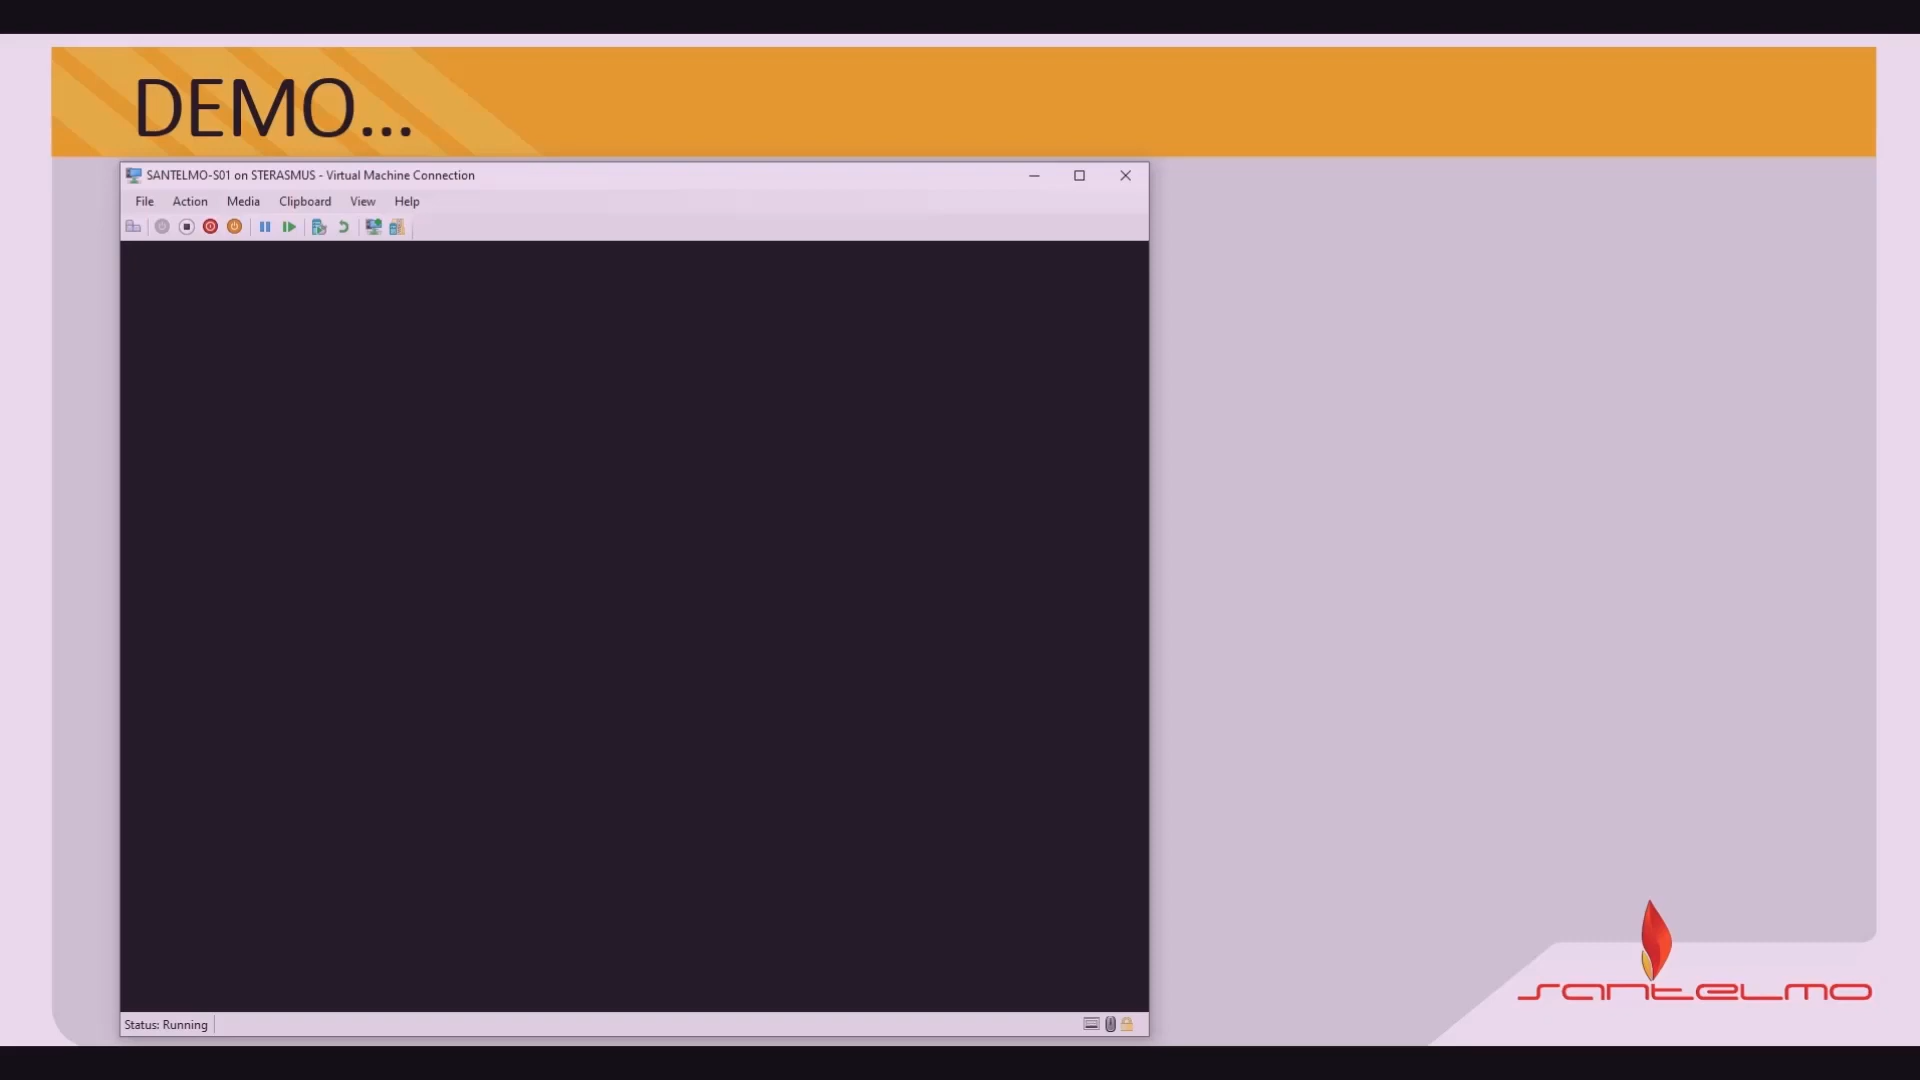 DEMO...
SANTELMO-S01 on STERASMUS - Virtual Machine Connection
File Action Media Clipboard View Help
Status: Running
santelmo